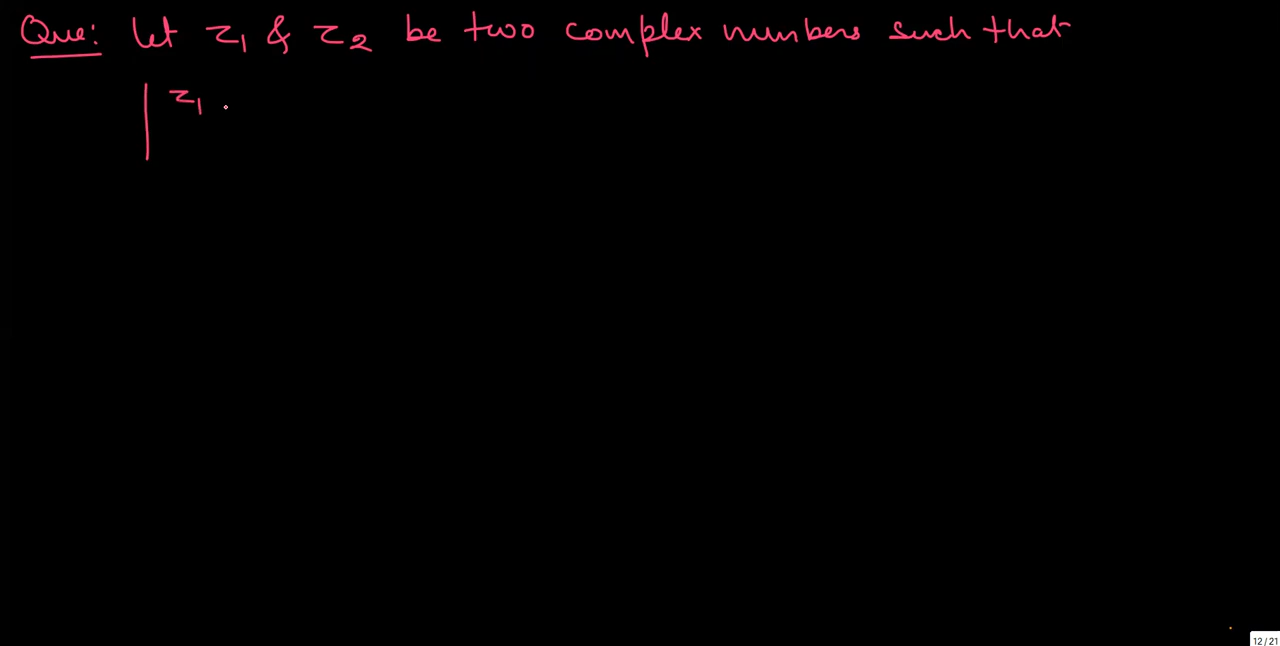 Que: let z₁ & z₂ be two complex numbers such that
| z₁
12 / 21